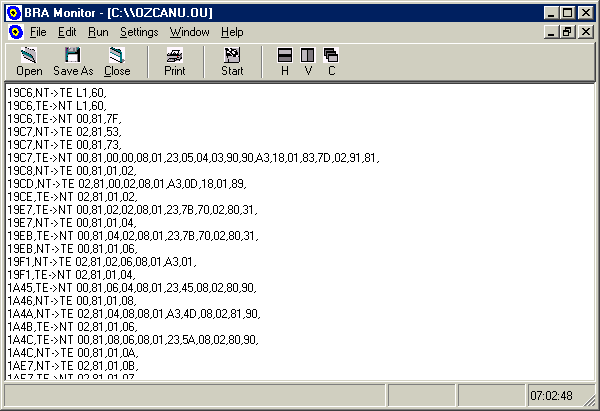 BRA Monitor - [C:\\OZCANU.OU]
File Edit Run Settings Window Help
Open Save As Close Print Start H V C
19C6,NT->TE L1,60,
19C6,TE->NT L1,60,
19C6,TE->NT 00,81,7F,
19C7,NT->TE 02,81,53,
19C7,NT->TE 00,81,73,
19C7,TE->NT 00,81,00,00,08,01,23,05,04,03,90,90,A3,18,01,83,7D,02,91,81,
19C8,NT->TE 00,81,01,02,
19CD,NT->TE 02,81,00,02,08,01,A3,0D,18,01,89,
19CE,TE->NT 02,81,01,02,
19E7,TE->NT 00,81,02,02,08,01,23,7B,70,02,80,31,
19E7,NT->TE 00,81,01,04,
19EB,TE->NT 00,81,04,02,08,01,23,7B,70,02,80,31,
19EB,NT->TE 00,81,01,06,
19F1,NT->TE 02,81,02,06,08,01,A3,01,
19F1,TE->NT 02,81,01,04,
1A45,TE->NT 00,81,06,04,08,01,23,45,08,02,80,90,
1A46,NT->TE 00,81,01,08,
1A4A,NT->TE 02,81,04,08,08,01,A3,4D,08,02,81,90,
1A4B,TE->NT 02,81,01,06,
1A4C,TE->NT 00,81,08,06,08,01,23,5A,08,02,80,90,
1A4C,NT->TE 00,81,01,0A,
1AE7,NT->TE 02,81,01,0B,
1AE7,TE->NT 02,81,01,07,
07:02:48